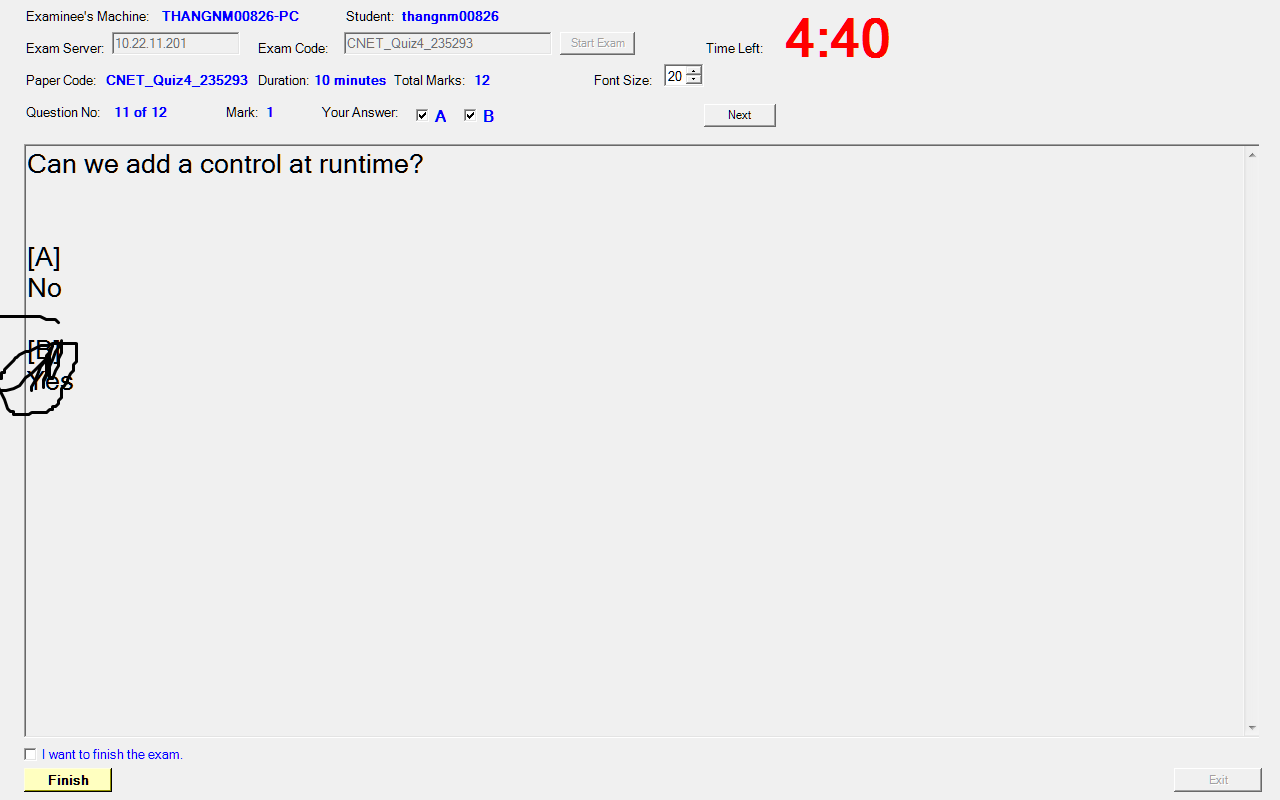 Examinee's Machine: THANGNM00826-PC Student: thangnm00826
Exam Server: 10.22.11.201 Exam Code: CNET_Quiz4_235293 Start Exam Time Left: 4:40
Paper Code: CNET_Quiz4_235293 Duration: 10 minutes Total Marks: 12 Font Size: 20
Question No: 11 of 12 Mark: 1 Your Answer: A B Next
Can we add a control at runtime?
[A]
No
[B]
Yes
I want to finish the exam.
Finish Exit